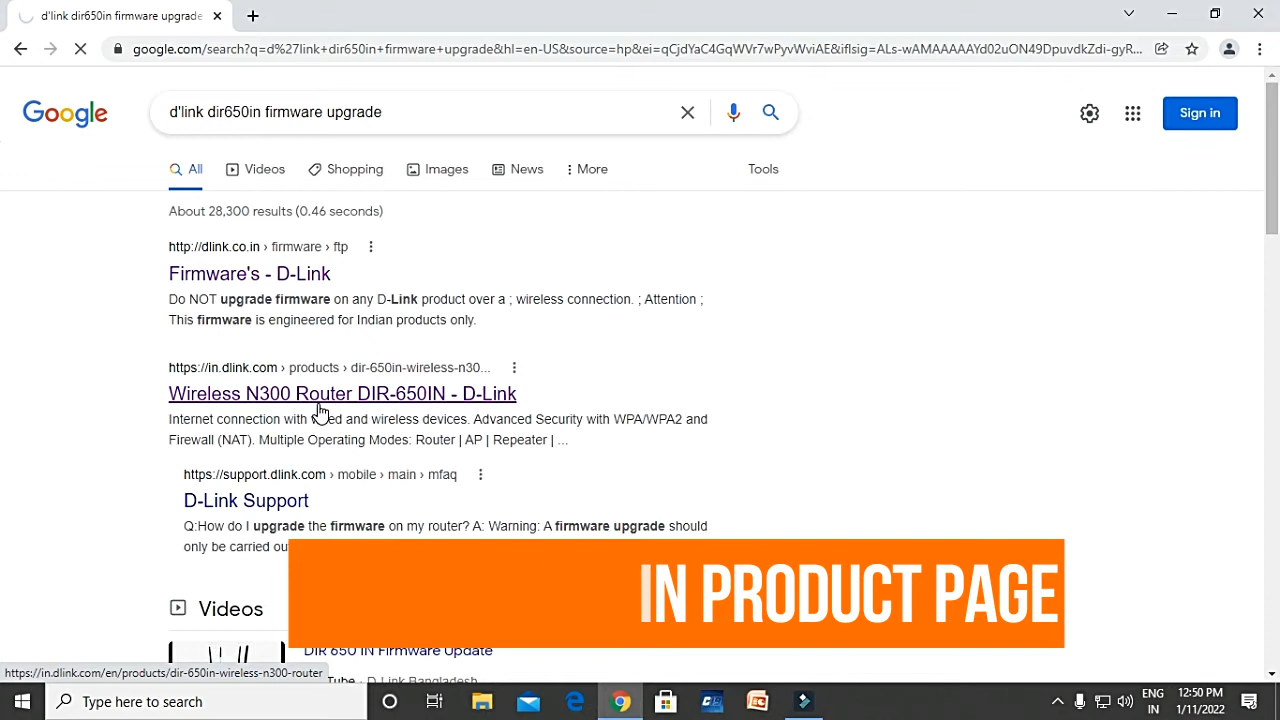 d'link dir650in firmware upgrade
google.com/search?q=d%27link+dir650in+firmware+upgrade&hl=en-US&source=hp&ei=qCjdYaC4GqWVr7wPyvWviAE&iflsig=ALs-wAMAAAAAYd02uON49DpuvdkZdi-gyR...
Google
d'link dir650in firmware upgrade
Sign in
All
Videos
Shopping
Images
News
More
Tools
About 28,300 results (0.46 seconds)
http://dlink.co.in › firmware › ftp
Firmware's - D-Link
Do NOT upgrade firmware on any D-Link product over a ; wireless connection. ; Attention ;
This firmware is engineered for Indian products only.
https://in.dlink.com › products › dir-650in-wireless-n30...
Wireless N300 Router DIR-650IN - D-Link
Internet connection with wired and wireless devices. Advanced Security with WPA/WPA2 and
Firewall (NAT). Multiple Operating Modes: Router | AP | Repeater | ...
https://support.dlink.com › mobile › main › mfaq
D-Link Support
Q:How do I upgrade the firmware on my router? A: Warning: A firmware upgrade should
only be carried ou
IN PRODUCT PAGE
Videos
DIR 650 IN Firmware Update
D-Link Bangladesh
https://in.dlink.com/en/products/dir-650in-wireless-n300-router
Type here to search
ENG
IN
12:50 PM
1/11/2022